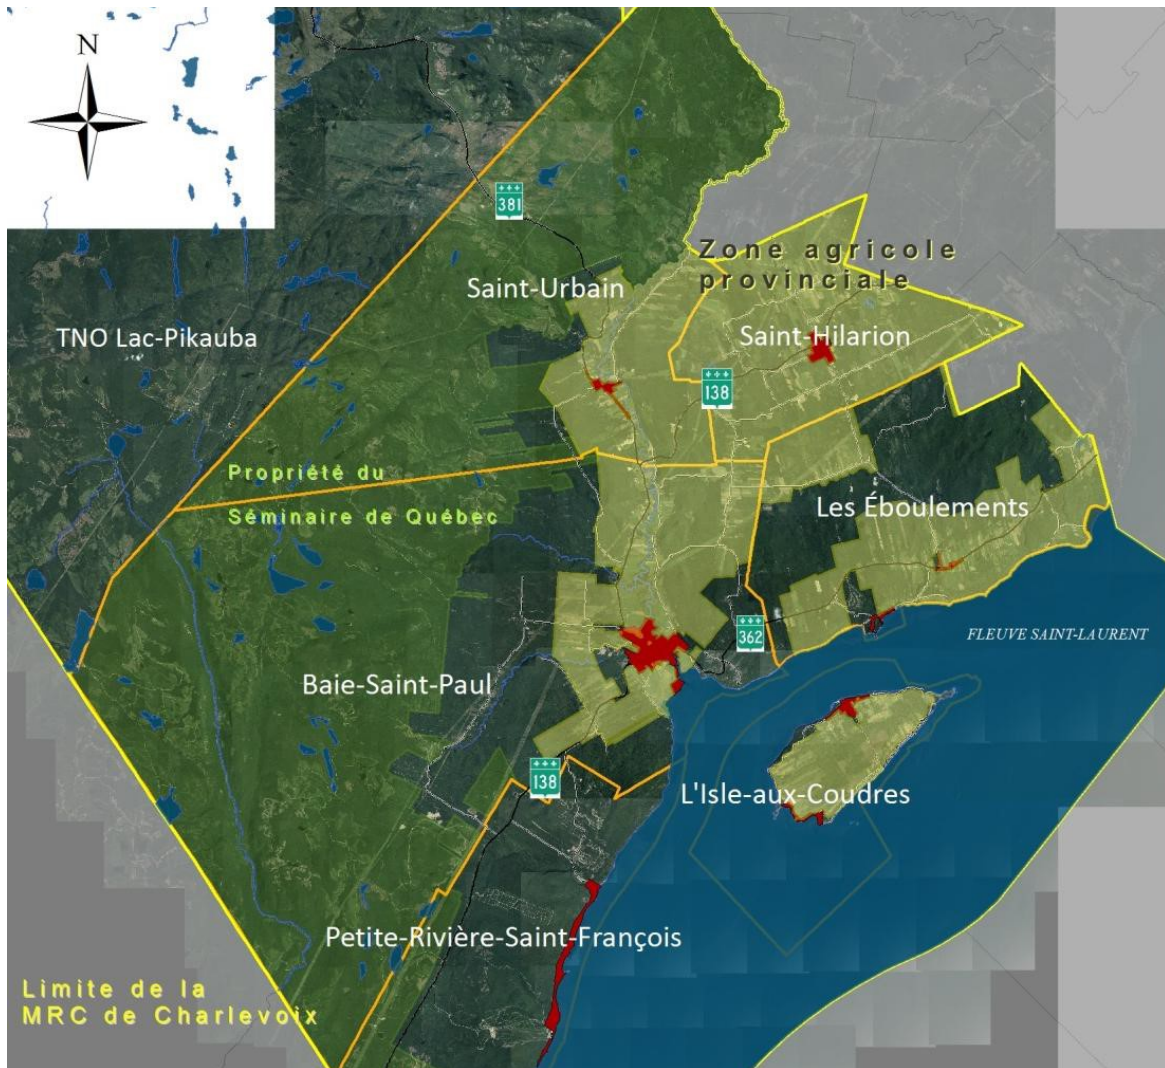 N
381
Zone agricole
provinciale
Saint-Urbain
TNO Lac-Pikauba
Saint-Hilarion
138
Propriété du
Séminaire de Québec
Les Éboulements
362
FLEUVE SAINT-LAURENT
Baie-Saint-Paul
138
L'Isle-aux-Coudres
Petite-Rivière-Saint-François
Limite de la
MRC de Charlevoix